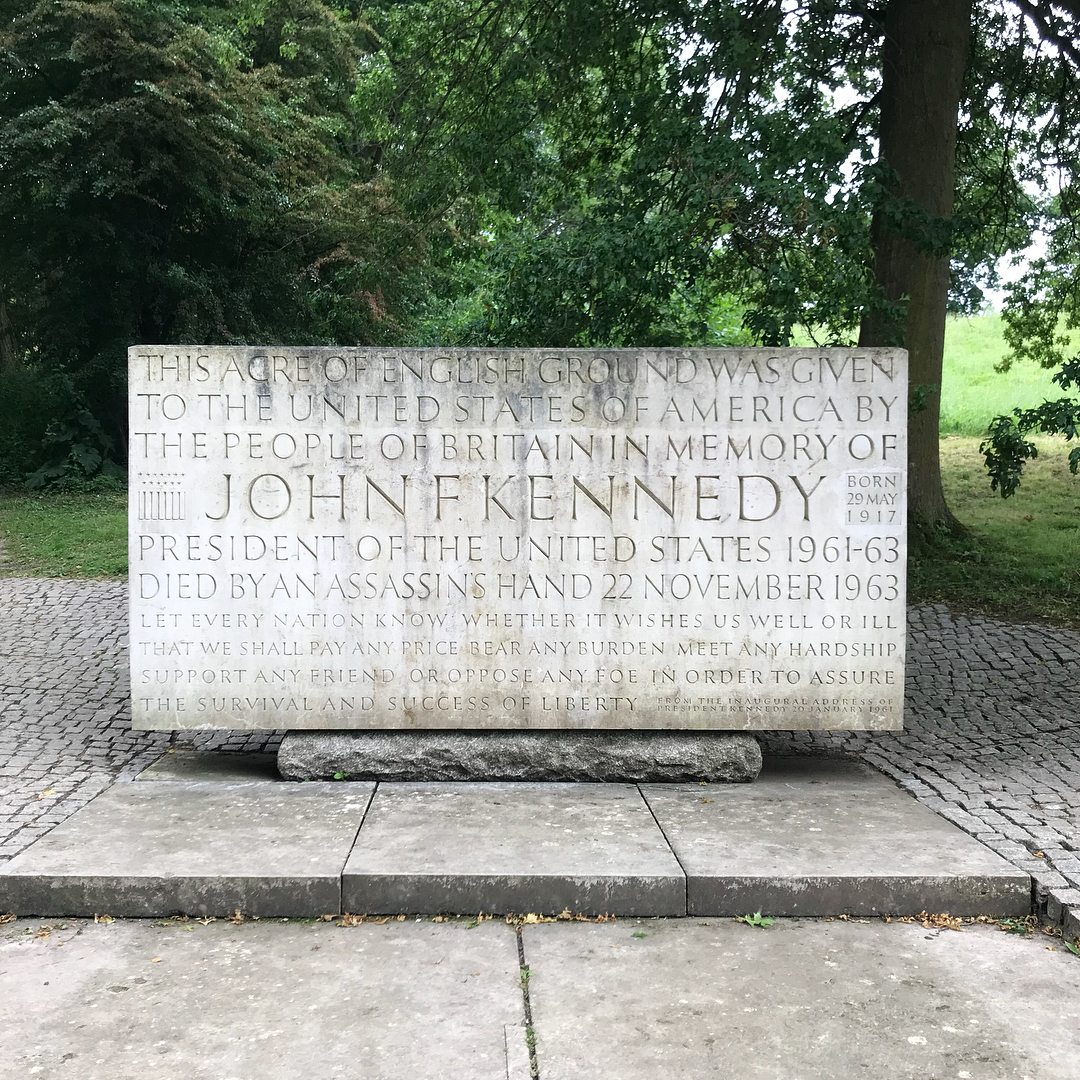 THIS ACRE OF ENGLISH GROUND WAS GIVEN
TO THE UNITED STATES OF AMERICA BY
THE PEOPLE OF BRITAIN IN MEMORY OF
JOHN F. KENNEDY
BORN
29 MAY
1917
PRESIDENT OF THE UNITED STATES 1961-63
DIED BY AN ASSASSIN'S HAND 22 NOVEMBER 1963
LET EVERY NATION KNOW WHETHER IT WISHES US WELL OR ILL
THAT WE SHALL PAY ANY PRICE BEAR ANY BURDEN MEET ANY HARDSHIP
SUPPORT ANY FRIEND OR OPPOSE ANY FOE IN ORDER TO ASSURE
THE SURVIVAL AND SUCCESS OF LIBERTY
FROM THE INAUGURAL ADDRESS OF
PRESIDENT KENNEDY 20 JANUARY 1961